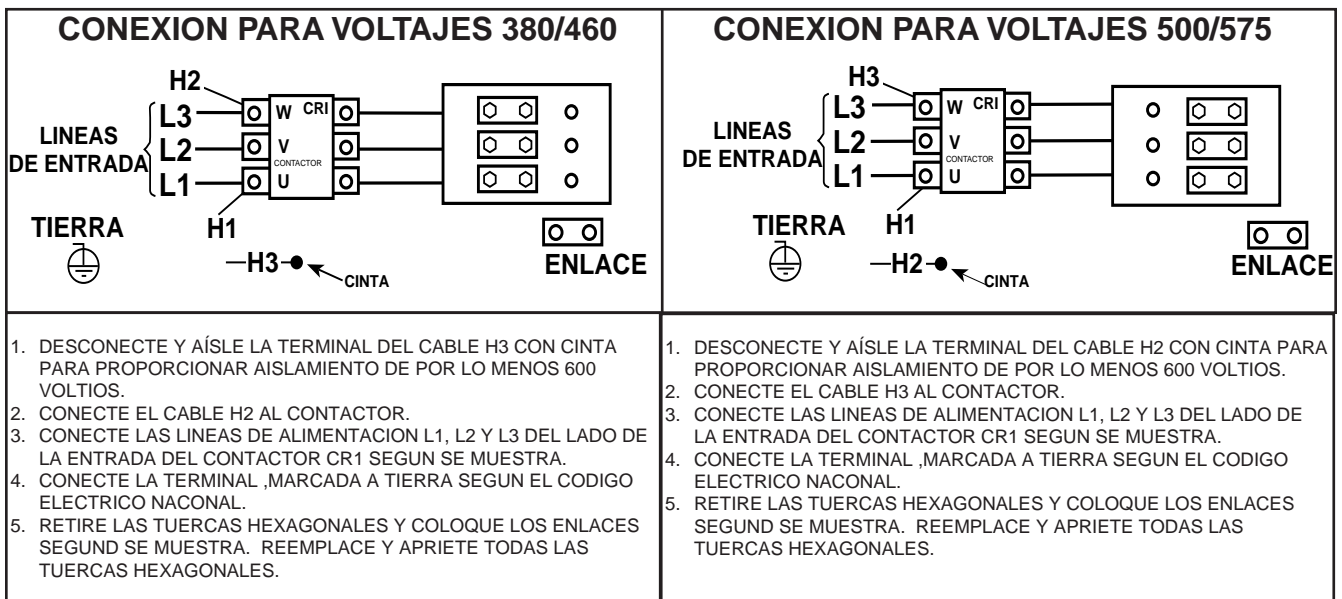 CONEXION PARA VOLTAJES 380/460
H2
L3
W CRI
LINEAS
DE ENTRADA
L2
V
CONTACTOR
L1
U
TIERRA
H1
H3
CINTA
ENLACE
1. DESCONECTE Y AÍSLE LA TERMINAL DEL CABLE H3 CON CINTA
PARA PROPORCIONAR AISLAMIENTO DE POR LO MENOS 600
VOLTIOS.
2. CONECTE EL CABLE H2 AL CONTACTOR.
3. CONECTE LAS LINEAS DE ALIMENTACION L1, L2 Y L3 DEL LADO DE
LA ENTRADA DEL CONTACTOR CR1 SEGUN SE MUESTRA.
4. CONECTE LA TERMINAL ,MARCADA A TIERRA SEGUN EL CODIGO
ELECTRICO NACONAL.
5. RETIRE LAS TUERCAS HEXAGONALES Y COLOQUE LOS ENLACES
SEGUND SE MUESTRA. REEMPLACE Y APRIETE TODAS LAS
TUERCAS HEXAGONALES.
CONEXION PARA VOLTAJES 500/575
H3
L3
W CRI
LINEAS
DE ENTRADA
L2
V
CONTACTOR
L1
U
TIERRA
H1
H2
CINTA
ENLACE
1. DESCONECTE Y AÍSLE LA TERMINAL DEL CABLE H2 CON CINTA PARA
PROPORCIONAR AISLAMIENTO DE POR LO MENOS 600 VOLTIOS.
2. CONECTE EL CABLE H3 AL CONTACTOR.
3. CONECTE LAS LINEAS DE ALIMENTACION L1, L2 Y L3 DEL LADO DE
LA ENTRADA DEL CONTACTOR CR1 SEGUN SE MUESTRA.
4. CONECTE LA TERMINAL ,MARCADA A TIERRA SEGUN EL CODIGO
ELECTRICO NACONAL.
5. RETIRE LAS TUERCAS HEXAGONALES Y COLOQUE LOS ENLACES
SEGUND SE MUESTRA. REEMPLACE Y APRIETE TODAS LAS
TUERCAS HEXAGONALES.